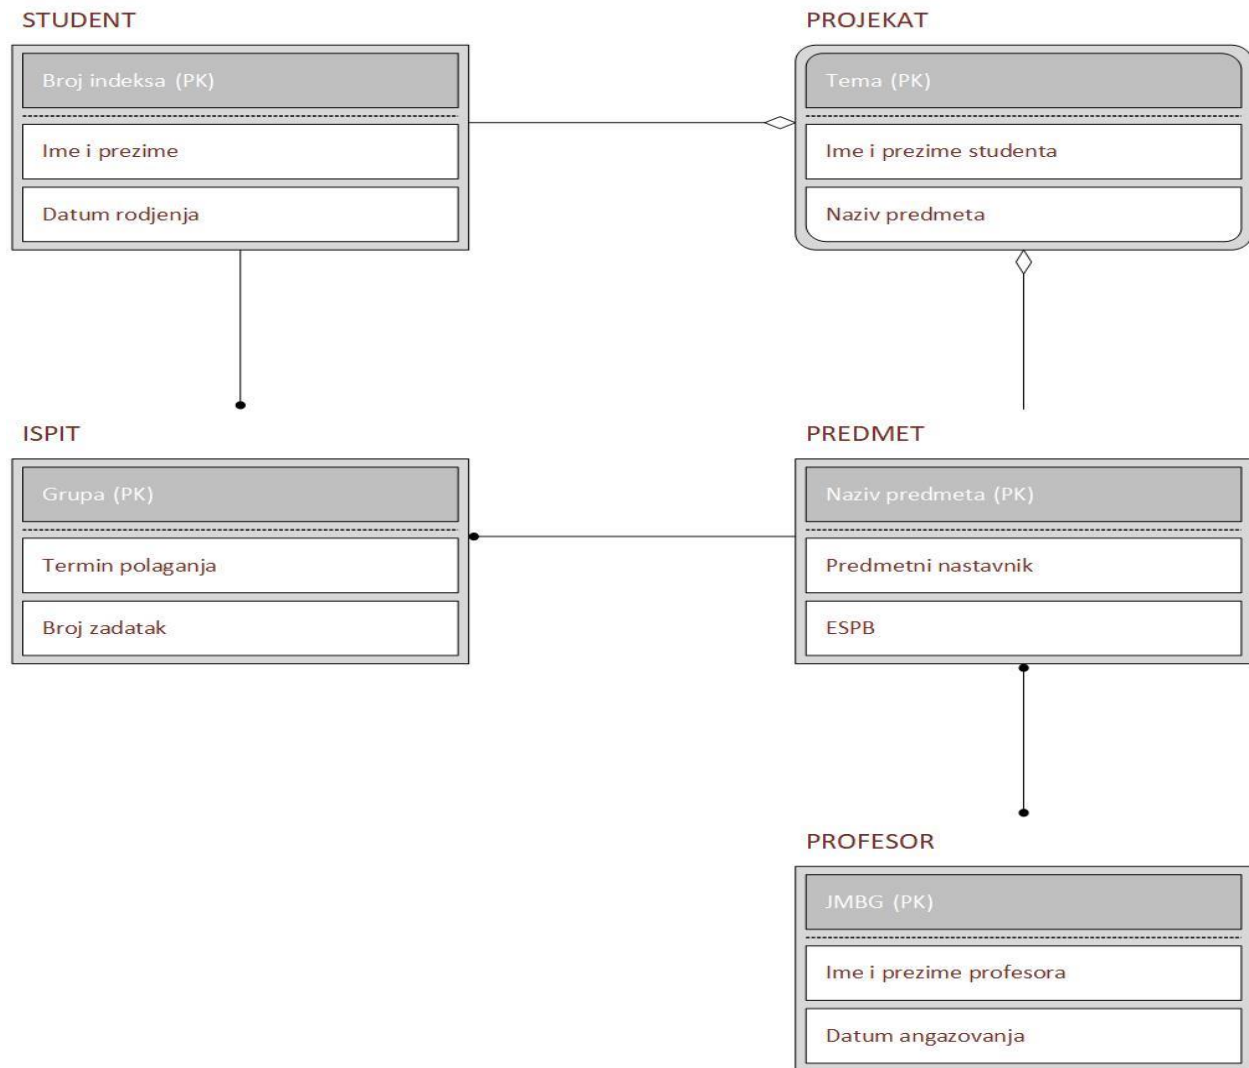 STUDENT
Broj indeksa (PK)
Ime i prezime
Datum rodjenja
PROJEKAT
Tema (PK)
Ime i prezime studenta
Naziv predmeta
ISPIT
Grupa (PK)
Termin polaganja
Broj zadatak
PREDMET
Naziv predmeta (PK)
Predmetni nastavnik
ESPB
PROFESOR
JMBG (PK)
Ime i prezime profesora
Datum angazovanja